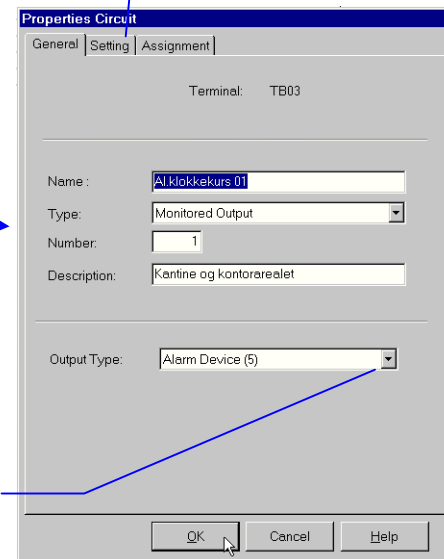 Properties Circuit
General Setting Assignment
Terminal: TB03
Name : Al.klokkekurs 01
Type: Monitored Output
Number: 1
Description: Kantine og kontorarealet
Output Type: Alarm Device (5)
OK Cancel Help